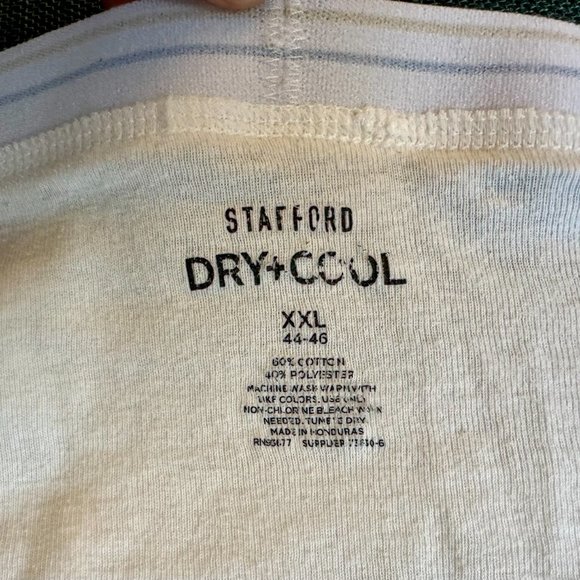 STAFFORD
DRY+COOL
XXL
44-46
60% COTTON
40% POLYESTER
MACHINE WASH WARM WITH
LIKE COLORS. USE ONLY
NON-CHLORINE BLEACH WHEN
NEEDED. TUMBLE DRY
MADE IN HONDURAS
SUPPLIER